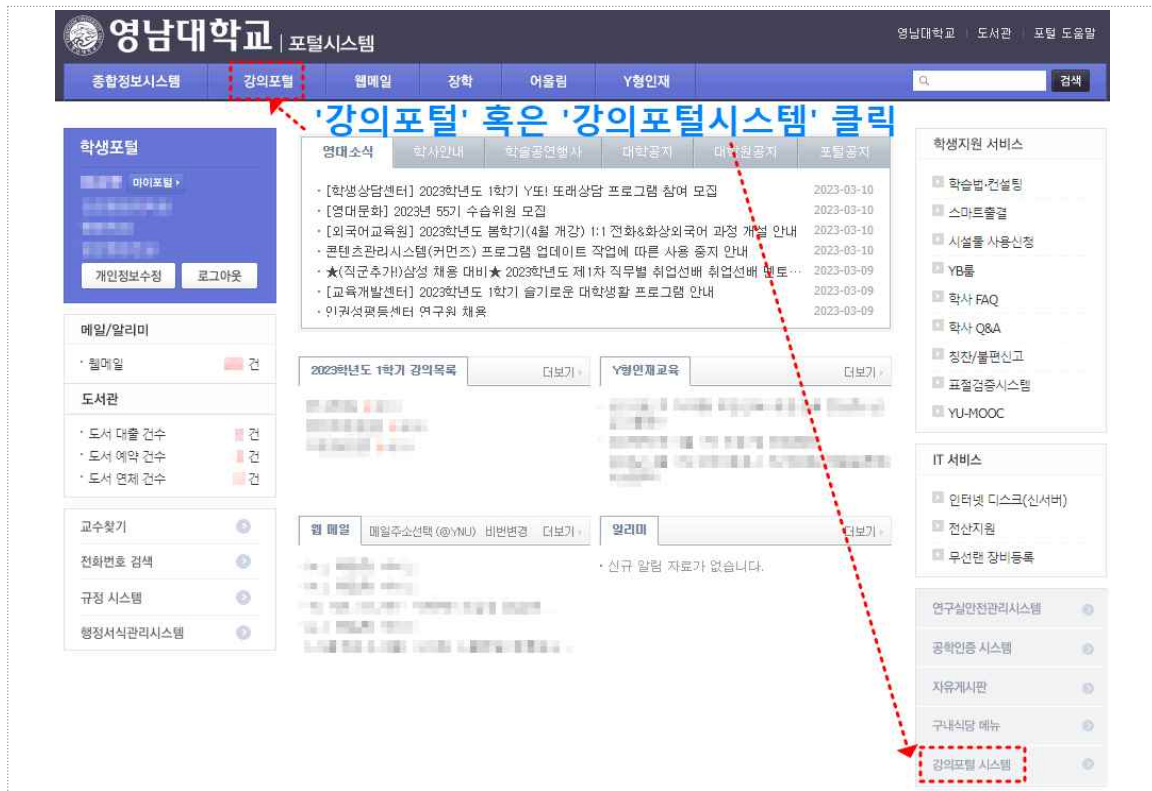 영남대학교 포털시스템
영남대학교 도서관 포털 도움말
종합정보시스템 강의포털 웹메일 장학 어울림 Y형인재 검색
'강의포털' 혹은 '강의포털시스템' 클릭
학생포털
마이포털
개인정보수정 로그아웃
메일/알리미
· 웹메일 건
도서관
· 도서 대출 건수 건
· 도서 예약 건수 건
· 도서 연체 건수 건
교수찾기
전화번호 검색
규정 시스템
행정서식관리시스템
영대소식 학사안내 학술공연행사 대학공지 대학원공지 포털공지
· [학생상담센터] 2023학년도 1학기 Y또! 또래상담 프로그램 참여 모집 2023-03-10
· [영대문화] 2023년 55기 수습위원 모집 2023-03-10
· [외국어교육원] 2023학년도 봄학기(4월 개강) 1:1 전화&화상외국어 과정 개설 안내 2023-03-10
· 콘텐츠관리시스템(커먼즈) 프로그램 업데이트 작업에 따른 사용 중지 안내 2023-03-10
· ★(직군추가!)삼성 채용 대비★ 2023학년도 제1차 직무별 취업선배 취업선배 멘토… 2023-03-09
· [교육개발센터] 2023학년도 1학기 슬기로운 대학생활 프로그램 안내 2023-03-09
· 인권성평등센터 연구원 채용 2023-03-09
2023학년도 1학기 강의목록 더보기
Y형인재교육 더보기
웹 메일 메일주소선택 (@YNU) 비번변경 더보기
알리미 더보기
· 신규 알림 자료가 없습니다.
학생지원 서비스
학습법·컨설팅
스마트출결
시설물 사용신청
YB룸
학사 FAQ
학사 Q&A
칭찬/불편신고
표절검증시스템
YU-MOOC
IT 서비스
인터넷 디스크(신서버)
전산지원
무선랜 장비등록
연구실안전관리시스템
공학인증 시스템
자유게시판
구내식당 메뉴
강의포털 시스템